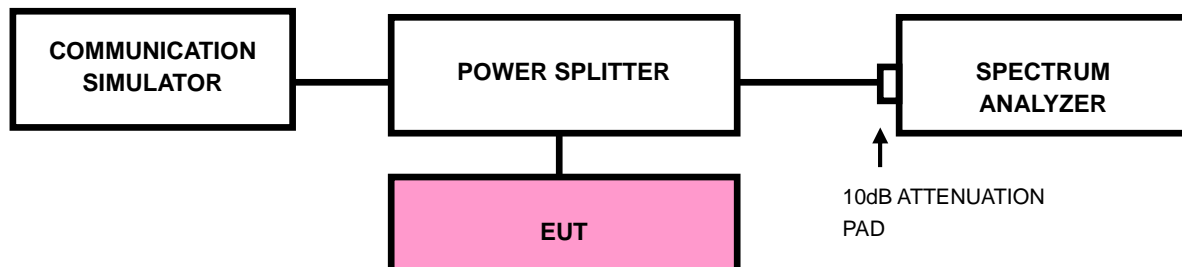 COMMUNICATION
SIMULATOR
POWER SPLITTER
SPECTRUM
ANALYZER
10dB ATTENUATION
PAD
EUT